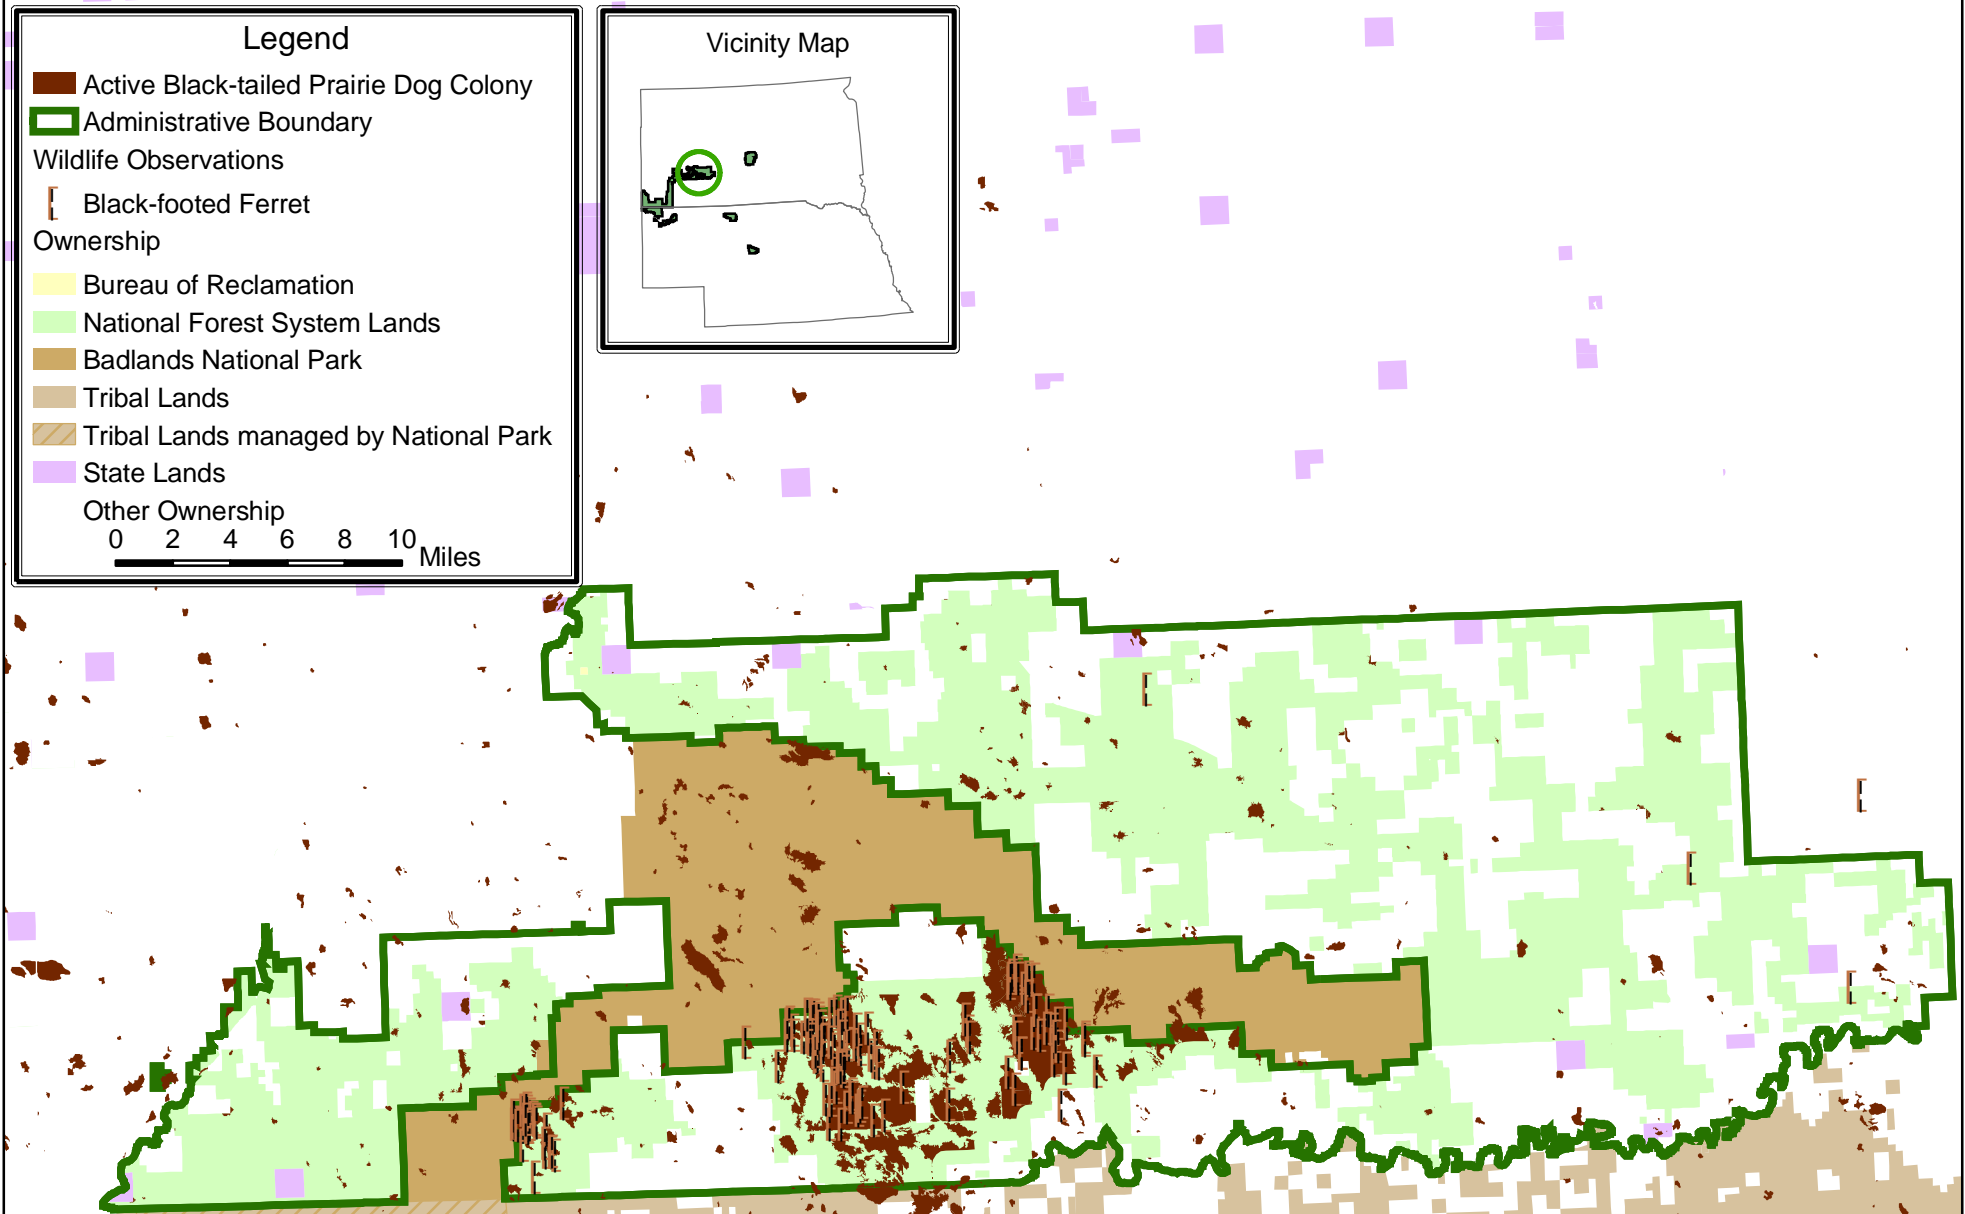 Legend
Active Black-tailed Prairie Dog Colony
Administrative Boundary
Wildlife Observations
Black-footed Ferret
Ownership
Bureau of Reclamation
National Forest System Lands
Badlands National Park
Tribal Lands
Tribal Lands managed by National Park
State Lands
Other Ownership
0 2 4 6 8 10
Miles
Vicinity Map